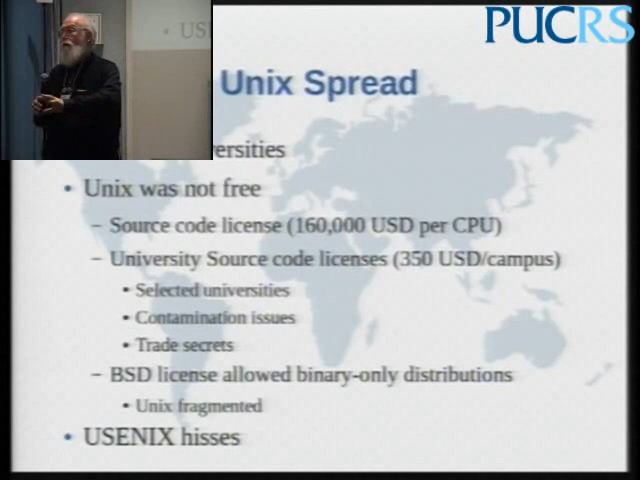 PUCRS
USE
Unix Spread
ersities
• Unix was not free
– Source code license (160,000 USD per CPU)
– University Source code licenses (350 USD/campus)
• Selected universities
• Contamination issues
• Trade secrets
– BSD license allowed binary-only distributions
• Unix fragmented
• USENIX hisses